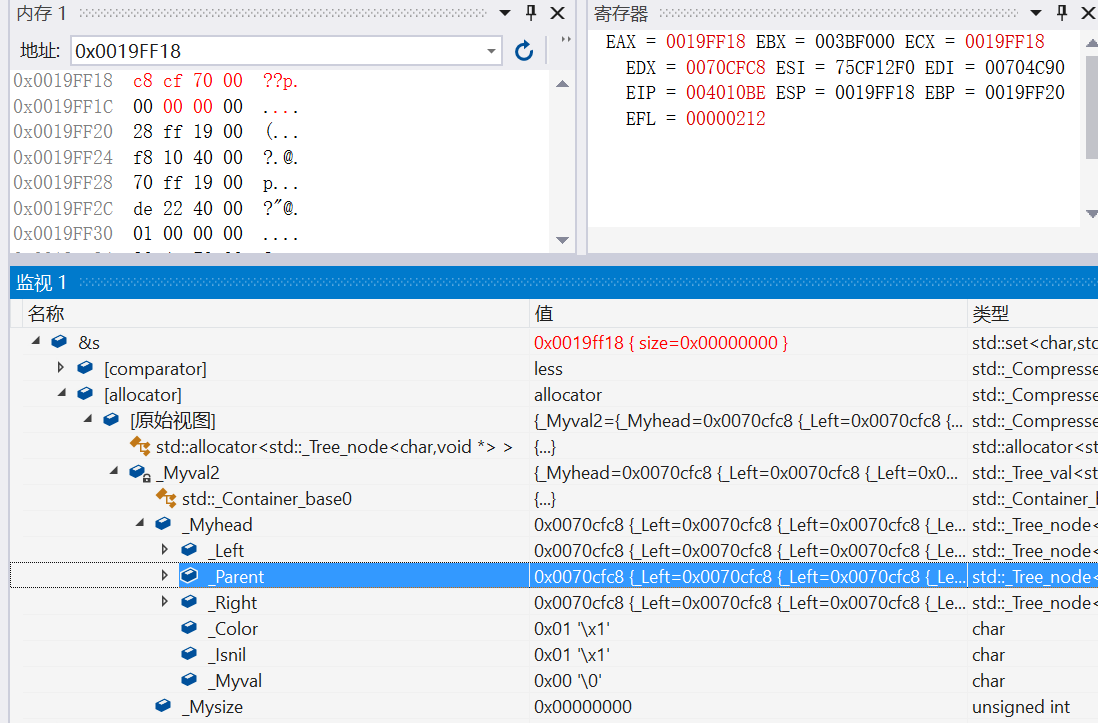 内存 1
地址: 0x0019FF18
0x0019FF18 c8 cf 70 00 ??p.
0x0019FF1C 00 00 00 00 ....
0x0019FF20 28 ff 19 00 (...
0x0019FF24 f8 10 40 00 ?.@.
0x0019FF28 70 ff 19 00 p...
0x0019FF2C de 22 40 00 ?"@.
0x0019FF30 01 00 00 00 ....
寄存器
EAX = 0019FF18 EBX = 003BF000 ECX = 0019FF18
EDX = 0070CFC8 ESI = 75CF12F0 EDI = 00704C90
EIP = 004010BE ESP = 0019FF18 EBP = 0019FF20
EFL = 00000212
监视 1
名称 值 类型
&s 0x0019ff18 { size=0x00000000 } std::set<char,std
[comparator] less std::_Compresse
[allocator] allocator std::_Compresse
[原始视图] {_Myval2={_Myhead=0x0070cfc8 {_Left=0x0070cfc8 {_... std::_Compresse
std::allocator<std::_Tree_node<char,void *> > {...} std::allocator<st
_Myval2 {_Myhead=0x0070cfc8 {_Left=0x0070cfc8 {_Left=0x0... std::_Tree_val<st
std::_Container_base0 {...} std::_Container_b
_Myhead 0x0070cfc8 {_Left=0x0070cfc8 {_Left=0x0070cfc8 {_Le... std::_Tree_node<
_Left 0x0070cfc8 {_Left=0x0070cfc8 {_Left=0x0070cfc8 {_Le... std::_Tree_node<
_Parent 0x0070cfc8 {_Left=0x0070cfc8 {_Left=0x0070cfc8 {_Le... std::_Tree_node<
_Right 0x0070cfc8 {_Left=0x0070cfc8 {_Left=0x0070cfc8 {_Le... std::_Tree_node<
_Color 0x01 '\x1' char
_Isnil 0x01 '\x1' char
_Myval 0x00 '\0' char
_Mysize 0x00000000 unsigned int